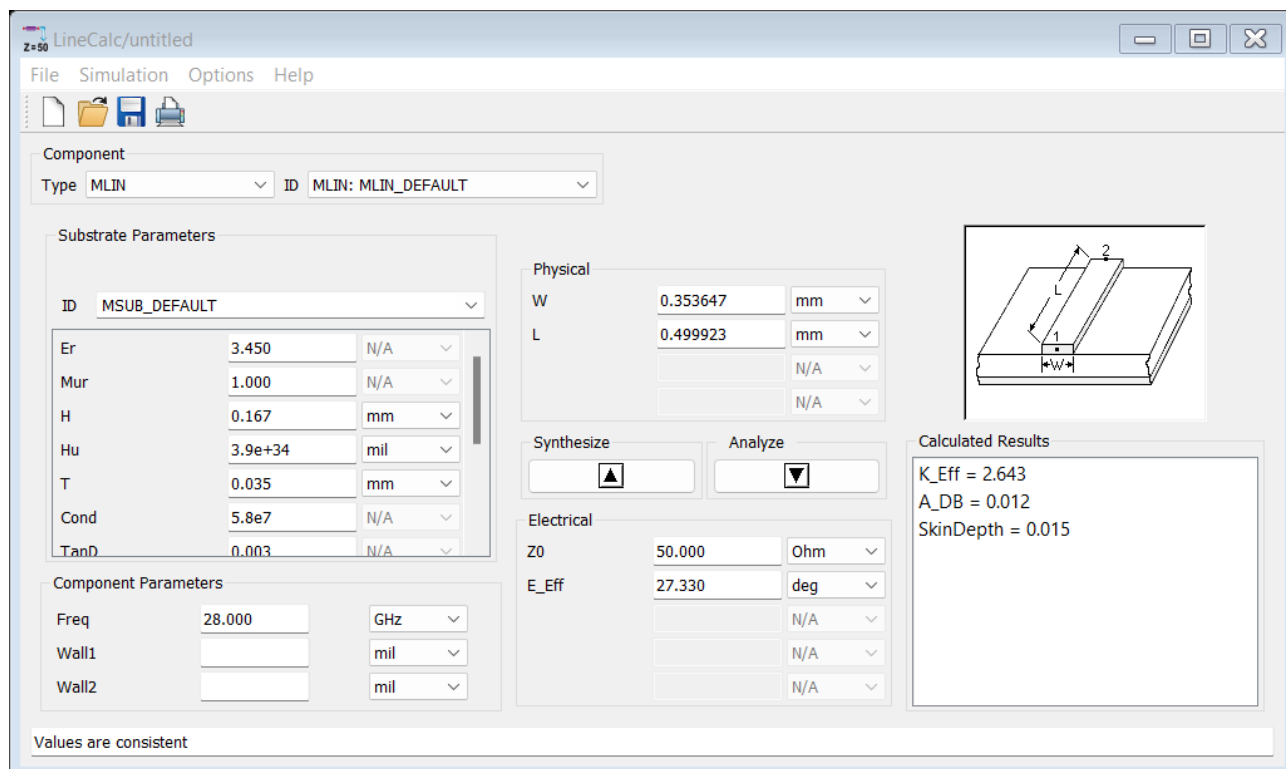 Z=50 LineCalc/untitled
File Simulation Options Help
Component
Type MLIN ID MLIN: MLIN_DEFAULT
Substrate Parameters
ID MSUB_DEFAULT
Er 3.450 N/A
Mur 1.000 N/A
H 0.167 mm
Hu 3.9e+34 mil
T 0.035 mm
Cond 5.8e7 N/A
TanD 0.003 N/A
Component Parameters
Freq 28.000 GHz
Wall1 mil
Wall2 mil
Physical
W 0.353647 mm
L 0.499923 mm
N/A
N/A
Synthesize Analyze
Electrical
Z0 50.000 Ohm
E_Eff 27.330 deg
N/A
N/A
N/A
2
L
1
W
Calculated Results
K_Eff = 2.643
A_DB = 0.012
SkinDepth = 0.015
Values are consistent